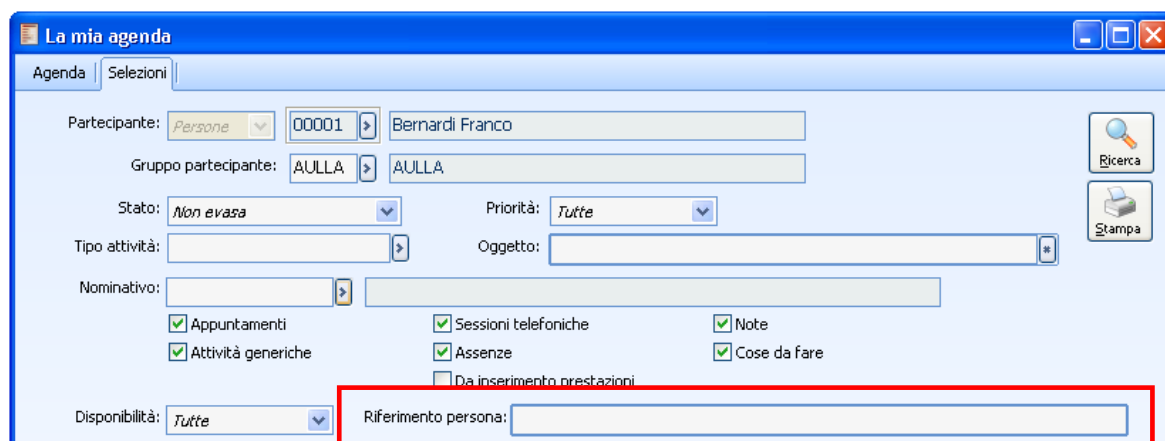 La mia agenda
Agenda Selezioni
Partecipante: Persone 00001 Bernardi Franco
Gruppo partecipante: AULLA AULLA
Ricerca
Stato: Non evasa Priorità: Tutte
Stampa
Tipo attività: Oggetto:
Nominativo:
Appuntamenti Sessioni telefoniche Note
Attività generiche Assenze Cose da fare
Da inserimento prestazioni
Disponibilità: Tutte Riferimento persona: